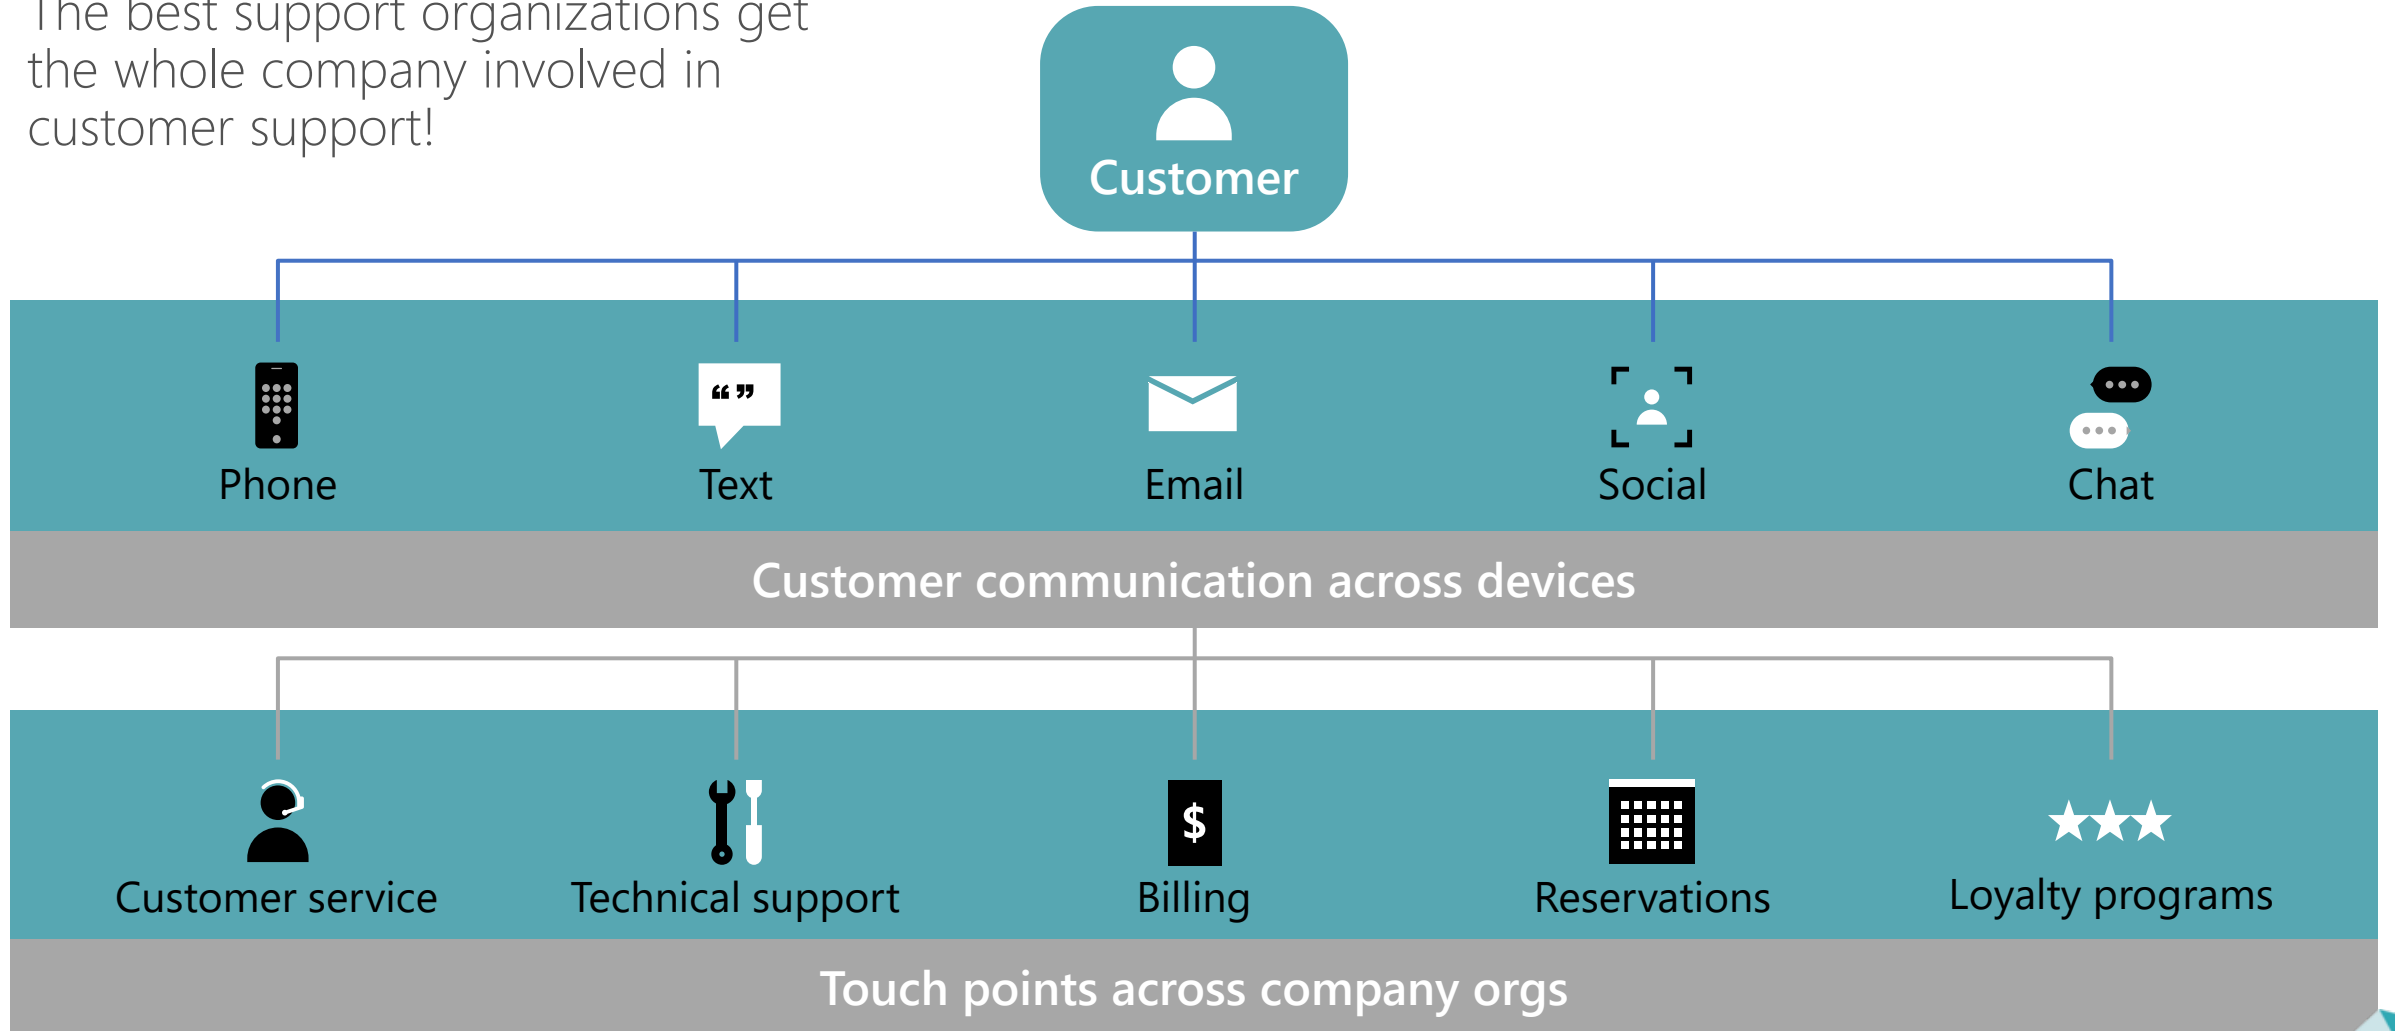 The best support organizations get
the whole company involved in
customer support!
Customer
Phone
Text
Email
Social
Chat
Customer communication across devices
$
Customer service
Technical support
Billing
Reservations
Loyalty programs
Touch points across company orgs